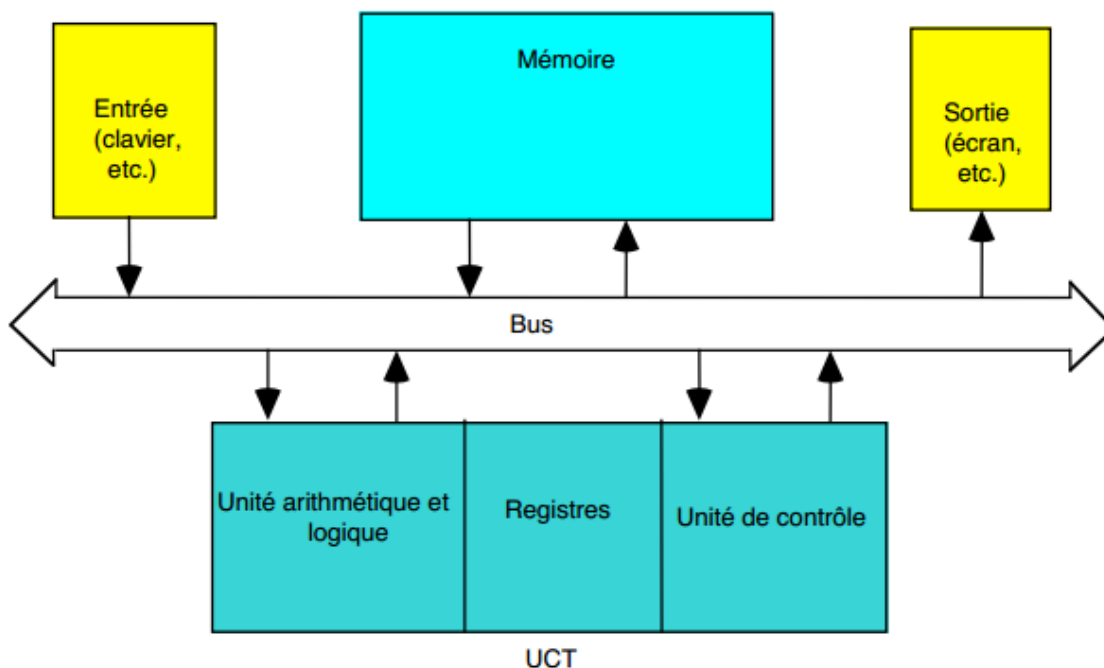 Entrée
(clavier,
etc.)
Mémoire
Sortie
(écran,
etc.)
Bus
Unité arithmétique et
logique
Registres
Unité de contrôle
UCT